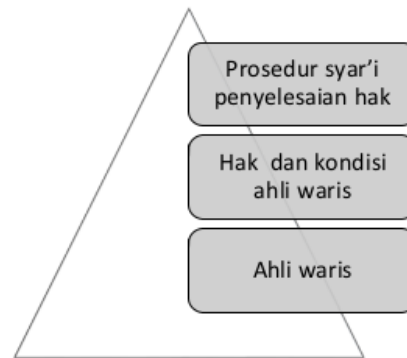 Prosedur syar’i
penyelesaian hak
Hak dan kondisi
ahli waris
Ahli waris